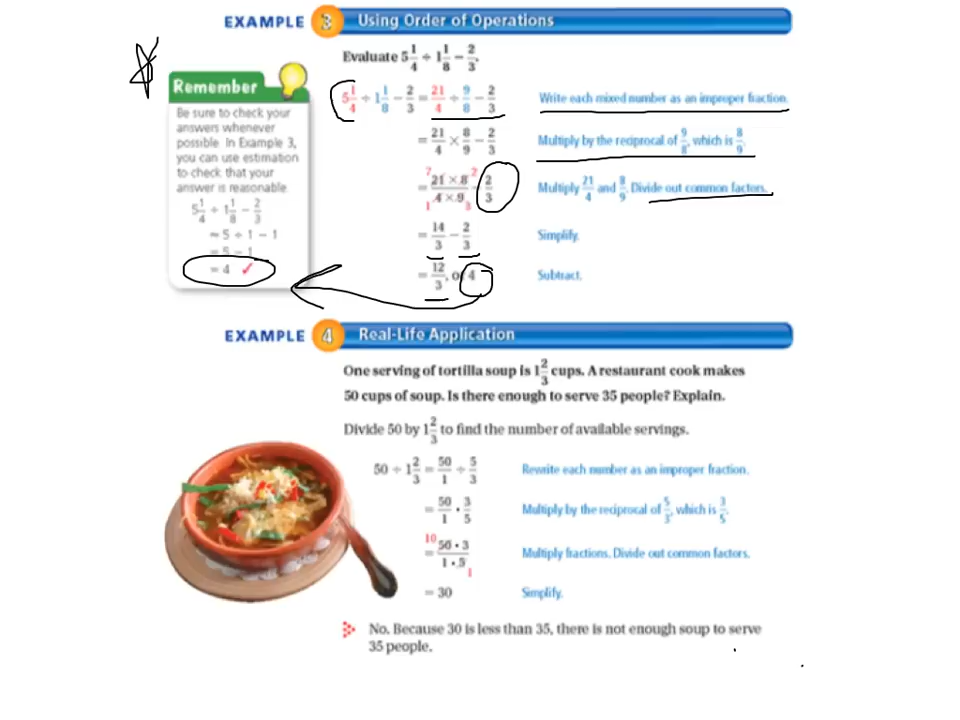 EXAMPLE 3 Using Order of Operations
Evaluate 5 1/4 ÷ 1 1/8 − 2/3.
5 1/4 ÷ 1 1/8 − 2/3 = 21/4 ÷ 9/8 − 2/3 Write each mixed number as an improper fraction.
= 21/4 × 8/9 − 2/3 Multiply by the reciprocal of 9/8, which is 8/9.
7 2
= 21 × 8 / 4 × 9 − 2/3 Multiply 21/4 and 8/9. Divide out common factors.
1 3
= 14/3 − 2/3 Simplify.
= 12/3, or 4 Subtract.
Remember
Be sure to check your
answers whenever
possible. In Example 3,
you can use estimation
to check that your
answer is reasonable.
5 1/4 ÷ 1 1/8 − 2/3
≈ 5 ÷ 1 − 1
= 5 − 1
= 4 ✓
EXAMPLE 4 Real-Life Application
One serving of tortilla soup is 1 2/3 cups. A restaurant cook makes
50 cups of soup. Is there enough to serve 35 people? Explain.
Divide 50 by 1 2/3 to find the number of available servings.
50 ÷ 1 2/3 = 50/1 ÷ 5/3 Rewrite each number as an improper fraction.
= 50/1 · 3/5 Multiply by the reciprocal of 5/3, which is 3/5.
10
= 50 · 3 / 1 · 5 Multiply fractions. Divide out common factors.
1
= 30 Simplify.
No. Because 30 is less than 35, there is not enough soup to serve
35 people.